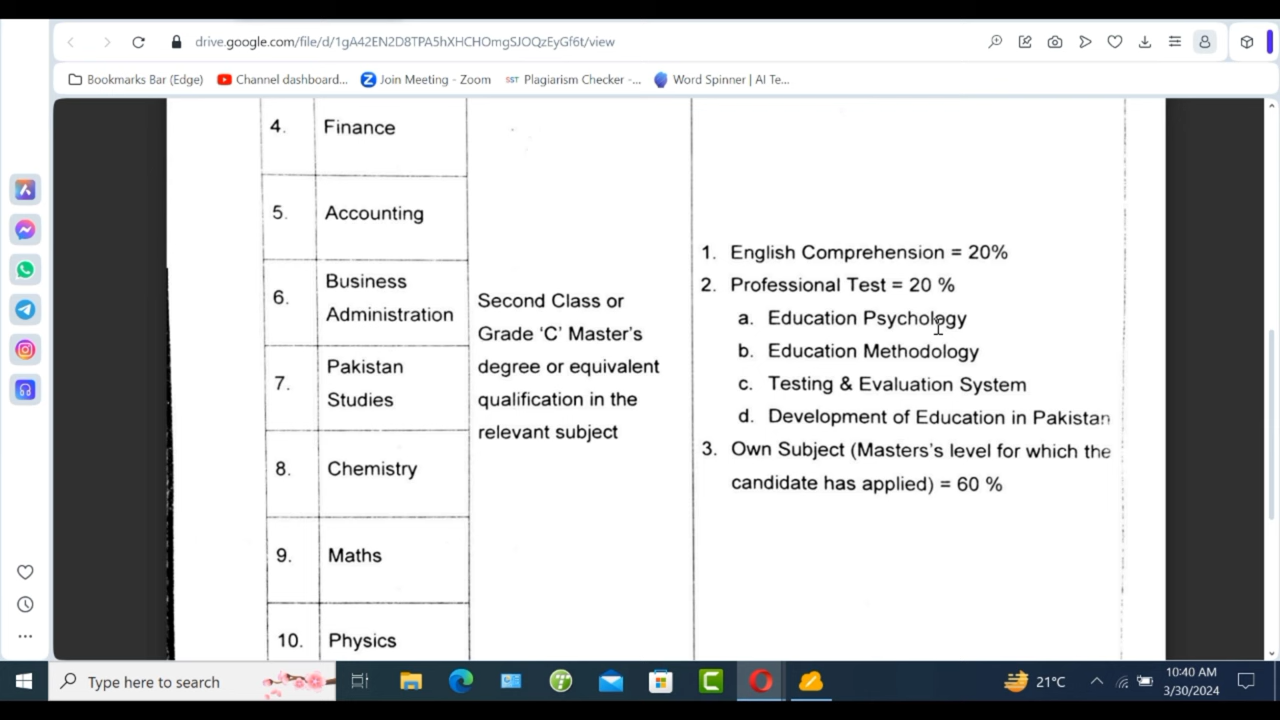 drive.google.com/file/d/1gA42EN2D8TPA5hXHCHOmgSJOQzEyGf6t/view
Bookmarks Bar (Edge) Channel dashboard... Join Meeting - Zoom SST Plagiarism Checker -... Word Spinner | AI Te...
4. Finance
5. Accounting
6. Business
Administration
7. Pakistan
Studies
8. Chemistry
9. Maths
10. Physics
Second Class or
Grade ‘C’ Master’s
degree or equivalent
qualification in the
relevant subject
1. English Comprehension = 20%
2. Professional Test = 20 %
a. Education Psychology
b. Education Methodology
c. Testing & Evaluation System
d. Development of Education in Pakistan
3. Own Subject (Masters’s level for which the
candidate has applied) = 60 %
Type here to search
21°C
10:40 AM
3/30/2024